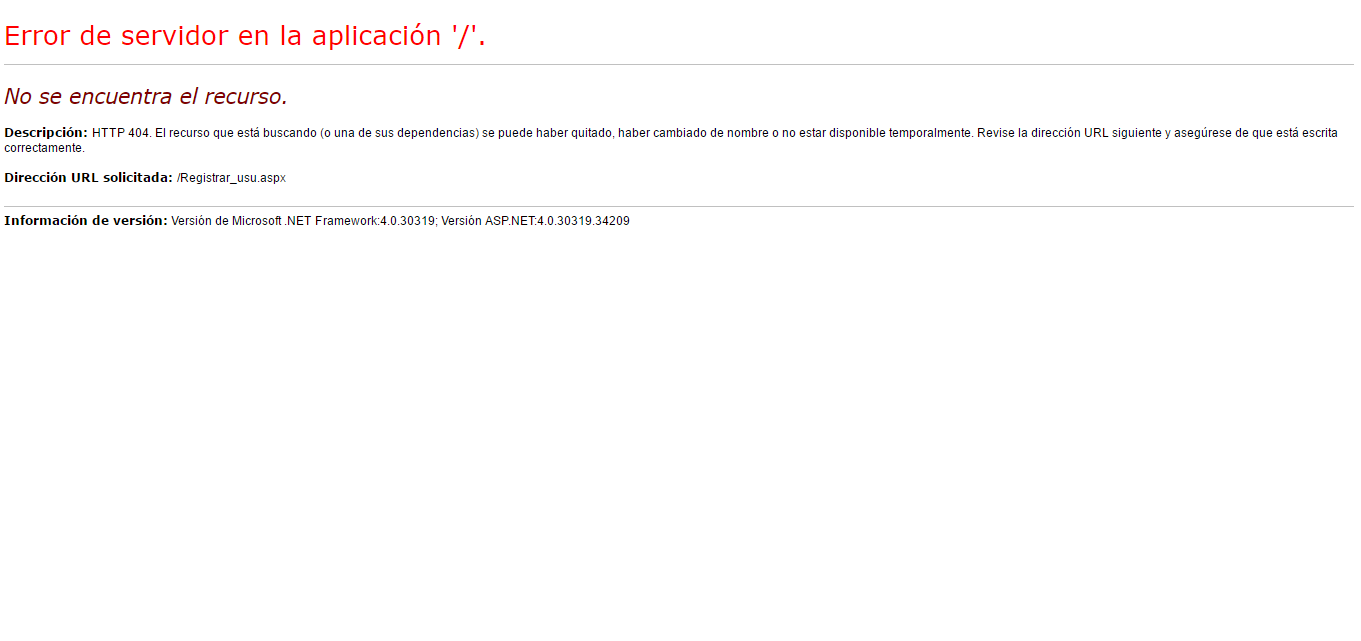 Error de servidor en la aplicación '/'.
No se encuentra el recurso.
Descripción: HTTP 404. El recurso que está buscando (o una de sus dependencias) se puede haber quitado, haber cambiado de nombre o no estar disponible temporalmente. Revise la dirección URL siguiente y asegúrese de que está escrita
correctamente.
Dirección URL solicitada: /Registrar_usu.aspx
Información de versión: Versión de Microsoft .NET Framework:4.0.30319; Versión ASP.NET:4.0.30319.34209